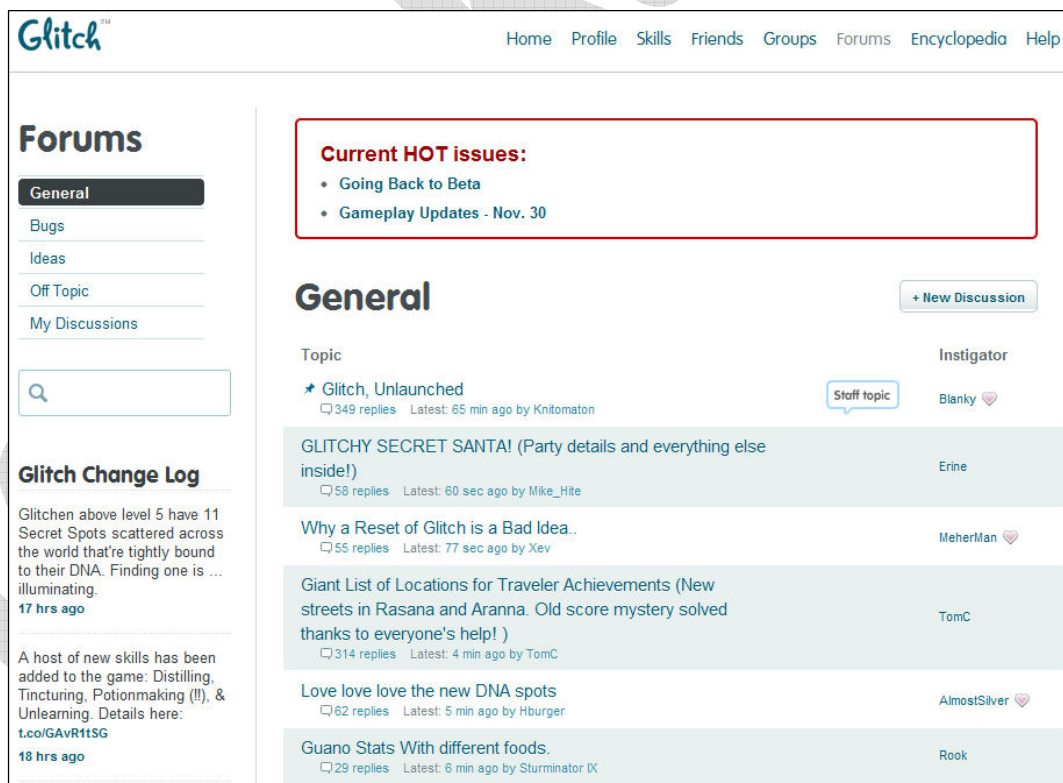 Glitch SM
Home Profile Skills Friends Groups Forums Encyclopedia Help
Forums
General
Bugs
Ideas
Off Topic
My Discussions
Glitch Change Log
Glitchen above level 5 have 11
Secret Spots scattered across
the world that're tightly bound
to their DNA. Finding one is ...
illuminating.
17 hrs ago
A host of new skills has been
added to the game: Distilling,
Tincturing, Potionmaking (!!), &
Unlearning. Details here:
t.co/GAvR1tSG
18 hrs ago
Current HOT issues:
• Going Back to Beta
• Gameplay Updates - Nov. 30
General
+ New Discussion
Topic Instigator
Glitch, Unlaunched
349 replies Latest: 65 min ago by Knitomaton
Staff topic
Blanky
GLITCHY SECRET SANTA! (Party details and everything else
inside!)
58 replies Latest: 60 sec ago by Mike_Hite
Erine
Why a Reset of Glitch is a Bad Idea..
55 replies Latest: 77 sec ago by Xev
MeherMan
Giant List of Locations for Traveler Achievements (New
streets in Rasana and Aranna. Old score mystery solved
thanks to everyone's help! )
314 replies Latest: 4 min ago by TomC
TomC
Love love love the new DNA spots
62 replies Latest: 5 min ago by Hburger
AlmostSilver
Guano Stats With different foods.
29 replies Latest: 6 min ago by Sturminator IX
Rook